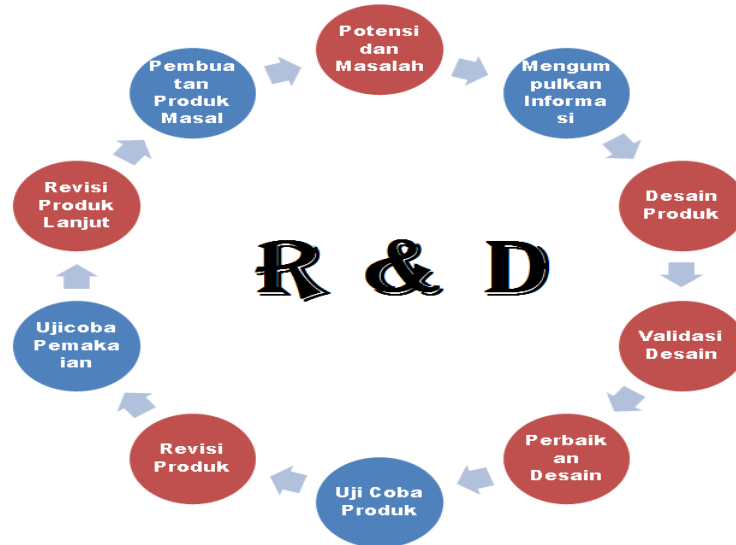 Potensi
dan
Masalah
Mengum
pulkan
Informa
si
Desain
Produk
Validasi
Desain
Perbaik
an
Desain
Uji Coba
Produk
Revisi
Produk
Ujicoba
Pemaka
ian
Revisi
Produk
Lanjut
Pembua
tan
Produk
Masal
R & D